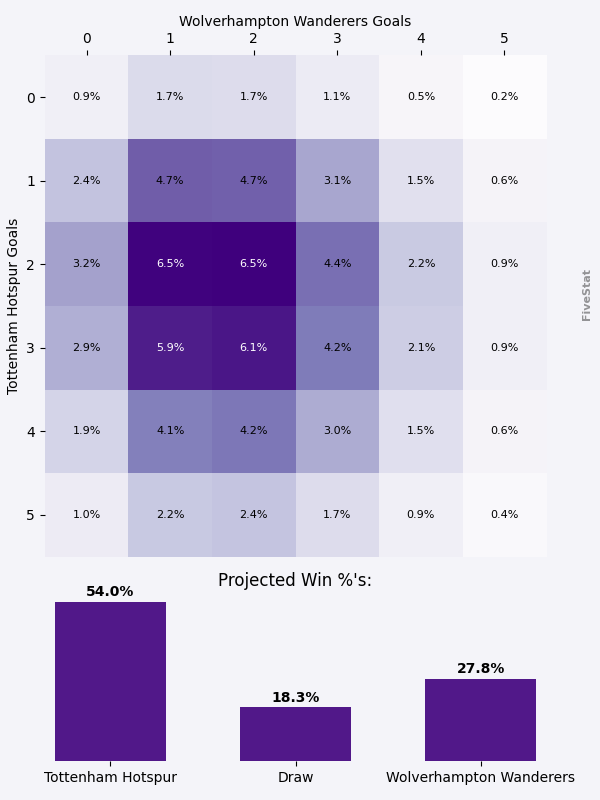 Wolverhampton Wanderers Goals
0 1 2 3 4 5
Tottenham Hotspur Goals
0 0.9% 1.7% 1.7% 1.1% 0.5% 0.2%
1 2.4% 4.7% 4.7% 3.1% 1.5% 0.6%
2 3.2% 6.5% 6.5% 4.4% 2.2% 0.9%
3 2.9% 5.9% 6.1% 4.2% 2.1% 0.9%
4 1.9% 4.1% 4.2% 3.0% 1.5% 0.6%
5 1.0% 2.2% 2.4% 1.7% 0.9% 0.4%
FiveStat
Projected Win %'s:
54.0% 18.3% 27.8%
Tottenham Hotspur Draw Wolverhampton Wanderers